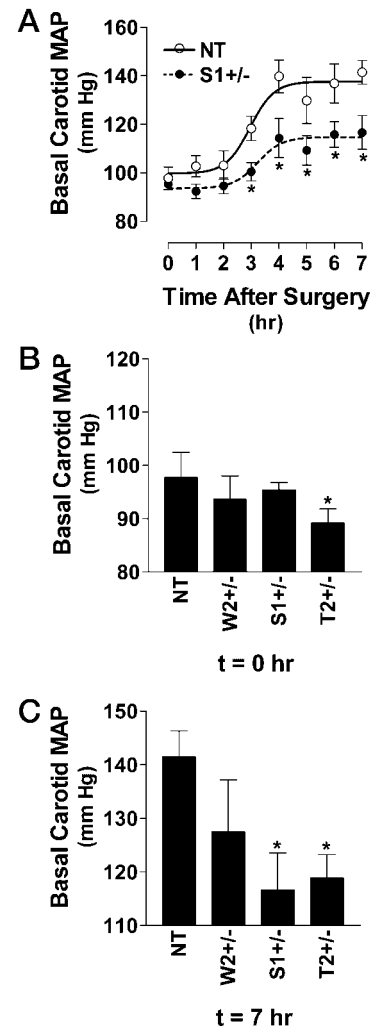 A
Basal Carotid MAP
(mm Hg)
160
140
120
100
80
NT
S1+/-
*
*
*
*
*
0 1 2 3 4 5 6 7
Time After Surgery
(hr)
B
Basal Carotid MAP
(mm Hg)
120
110
100
90
80
*
NT
W2+/-
S1+/-
T2+/-
t = 0 hr
C
Basal Carotid MAP
(mm Hg)
150
140
130
120
110
*
*
NT
W2+/-
S1+/-
T2+/-
t = 7 hr